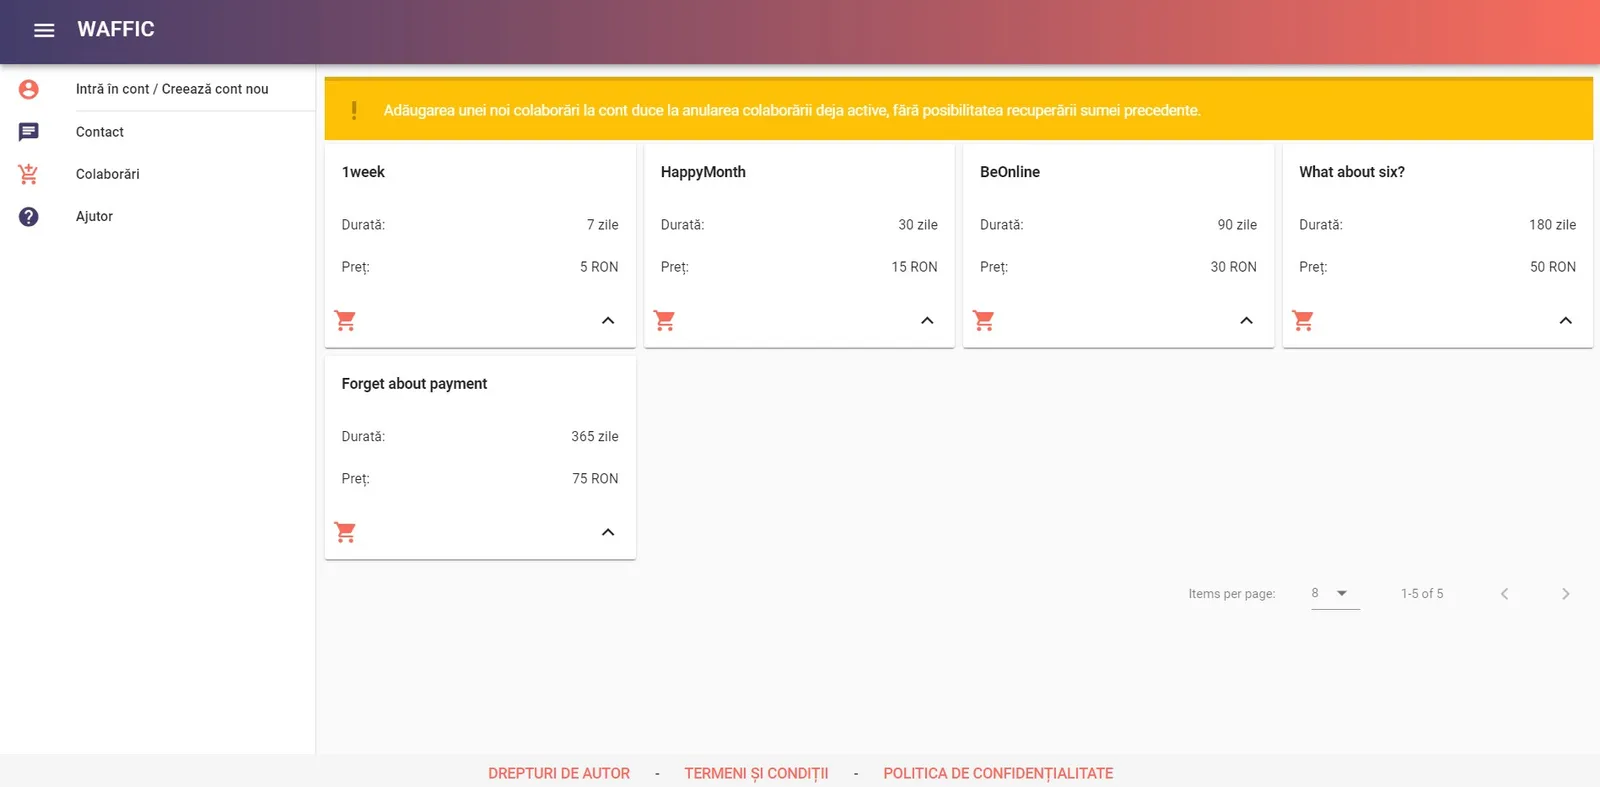 WAFFIC
Intră în cont / Creează cont nou
Contact
Colaborări
Ajutor
Adăugarea unei noi colaborări la cont duce la anularea colaborării deja active, fără posibilitatea recuperării sumei precedente.
1week
Durată: 7 zile
Preț: 5 RON
HappyMonth
Durată: 30 zile
Preț: 15 RON
BeOnline
Durată: 90 zile
Preț: 30 RON
What about six?
Durată: 180 zile
Preț: 50 RON
Forget about payment
Durată: 365 zile
Preț: 75 RON
Items per page: 8 1-5 of 5
DREPTURI DE AUTOR - TERMENI ȘI CONDIȚII - POLITICA DE CONFIDENȚIALITATE